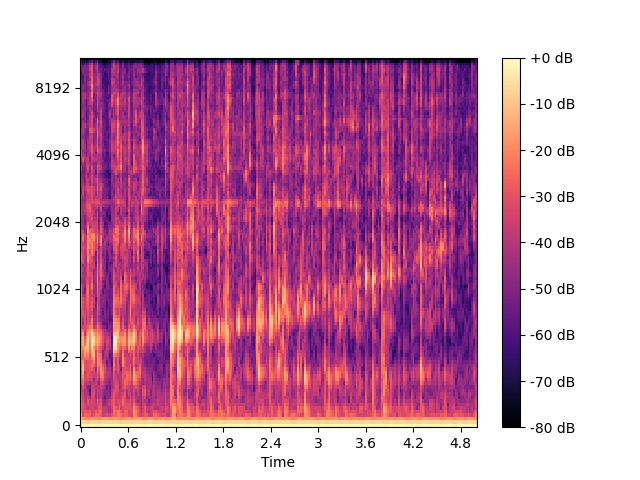 8192
4096
2048
1024
512
0
Hz
0
0.6
1.2
1.8
2.4
3
3.6
4.2
4.8
Time
+0 dB
-10 dB
-20 dB
-30 dB
-40 dB
-50 dB
-60 dB
-70 dB
-80 dB